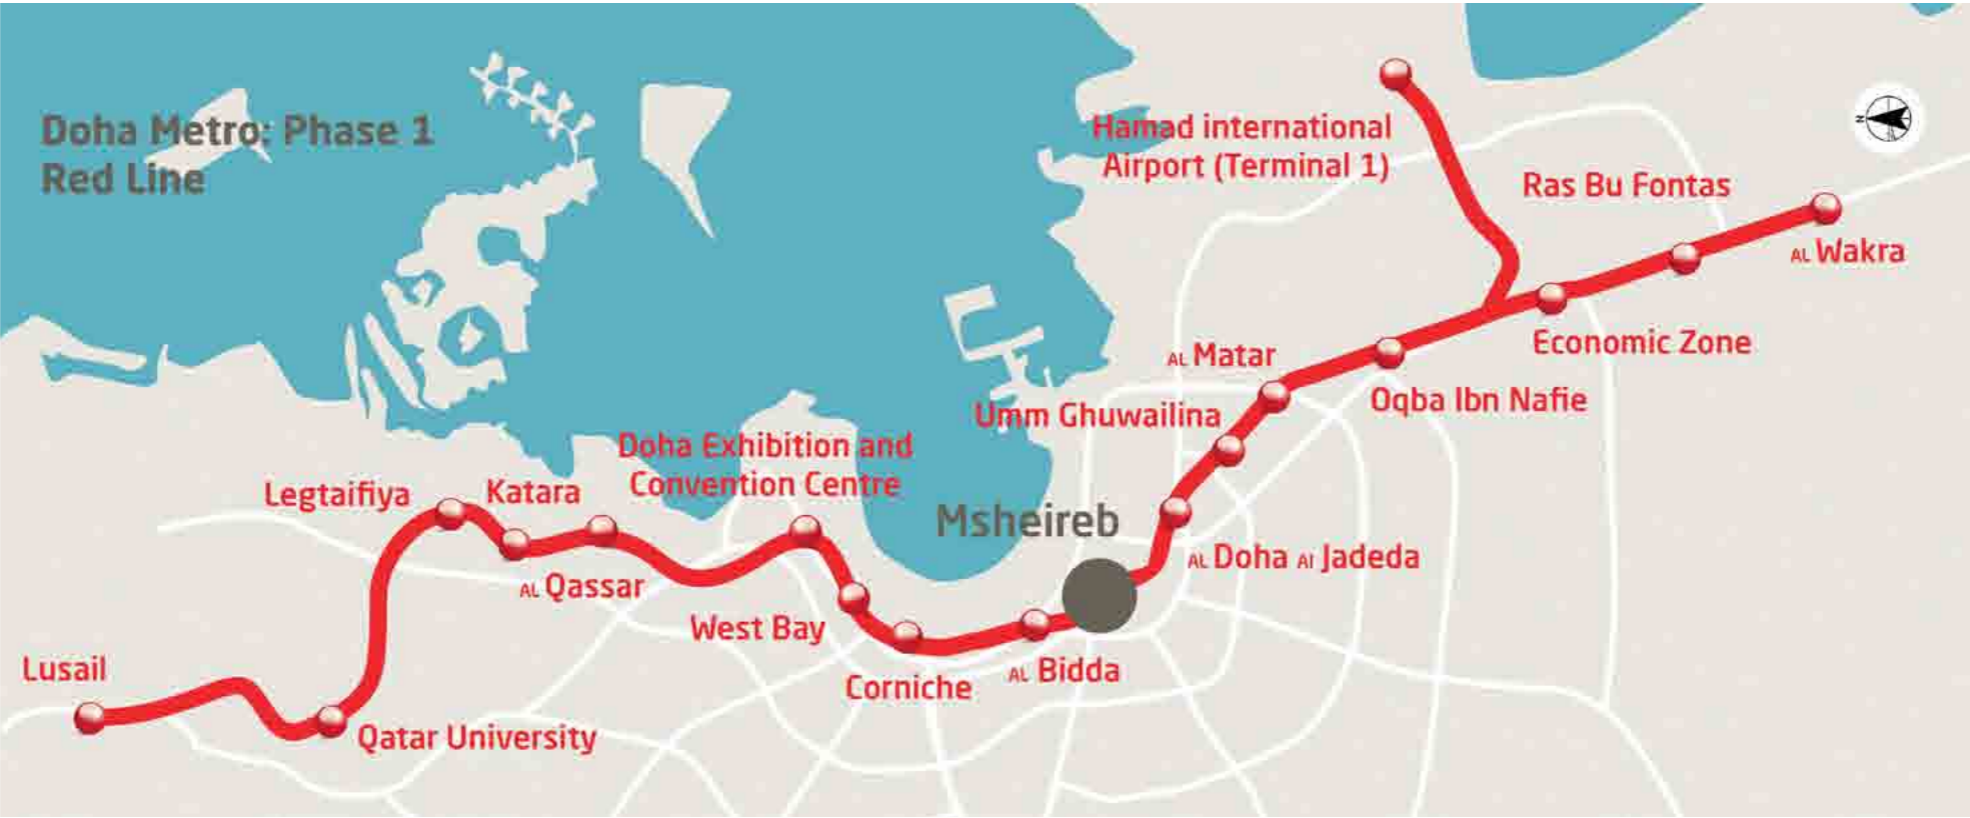 Doha Metro: Phase 1
Red Line
Hamad international
Airport (Terminal 1)
N
Ras Bu Fontas
AL Wakra
Economic Zone
AL Matar
Oqba Ibn Nafie
Umm Ghuwailina
Doha Exhibition and
Convention Centre
Legtaifiya
Katara
Msheireb
AL Doha Al Jadeda
AL Qassar
West Bay
Lusail
AL Bidda
Corniche
Qatar University